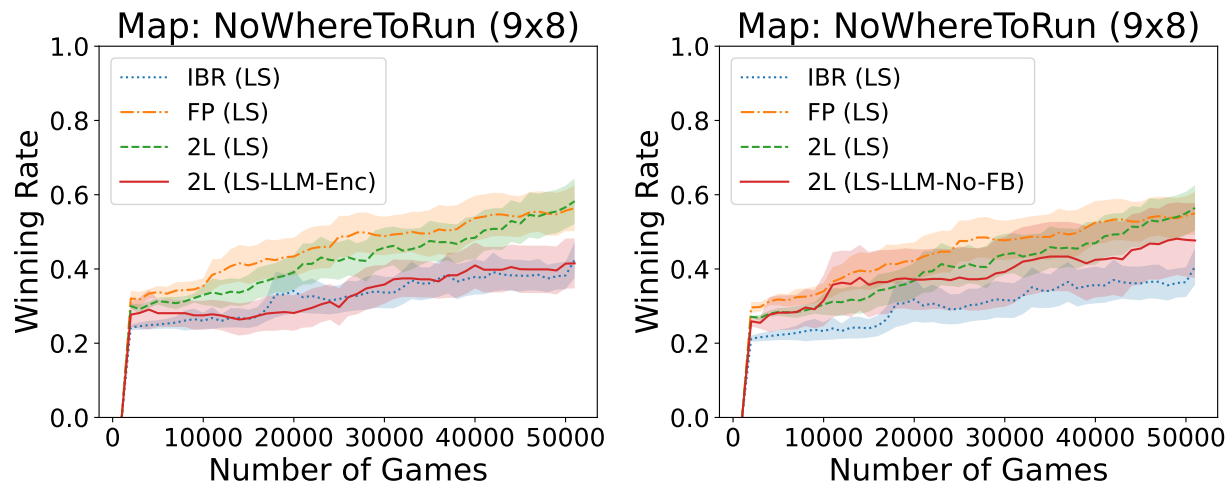 Map: NoWhereToRun (9x8)
Winning Rate
1.0
0.8
0.6
0.4
0.2
0.0
IBR (LS)
FP (LS)
2L (LS)
2L (LS-LLM-Enc)
0 10000 20000 30000 40000 50000
Number of Games
Map: NoWhereToRun (9x8)
Winning Rate
1.0
0.8
0.6
0.4
0.2
0.0
IBR (LS)
FP (LS)
2L (LS)
2L (LS-LLM-No-FB)
0 10000 20000 30000 40000 50000
Number of Games